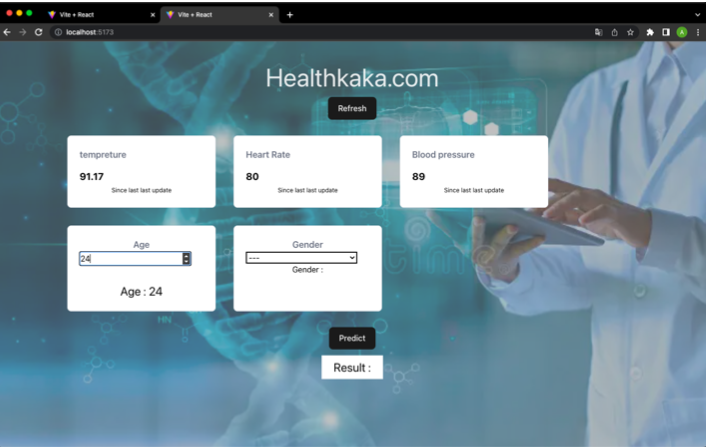 Vite + React
Vite + React
localhost:5173
A
Healthkaka.com
Refresh
tempreture
91.17
Since last last update
Heart Rate
80
Since last last update
Blood pressure
89
Since last last update
Age
24
Age : 24
Gender
---
Gender :
HN
Predict
Result :